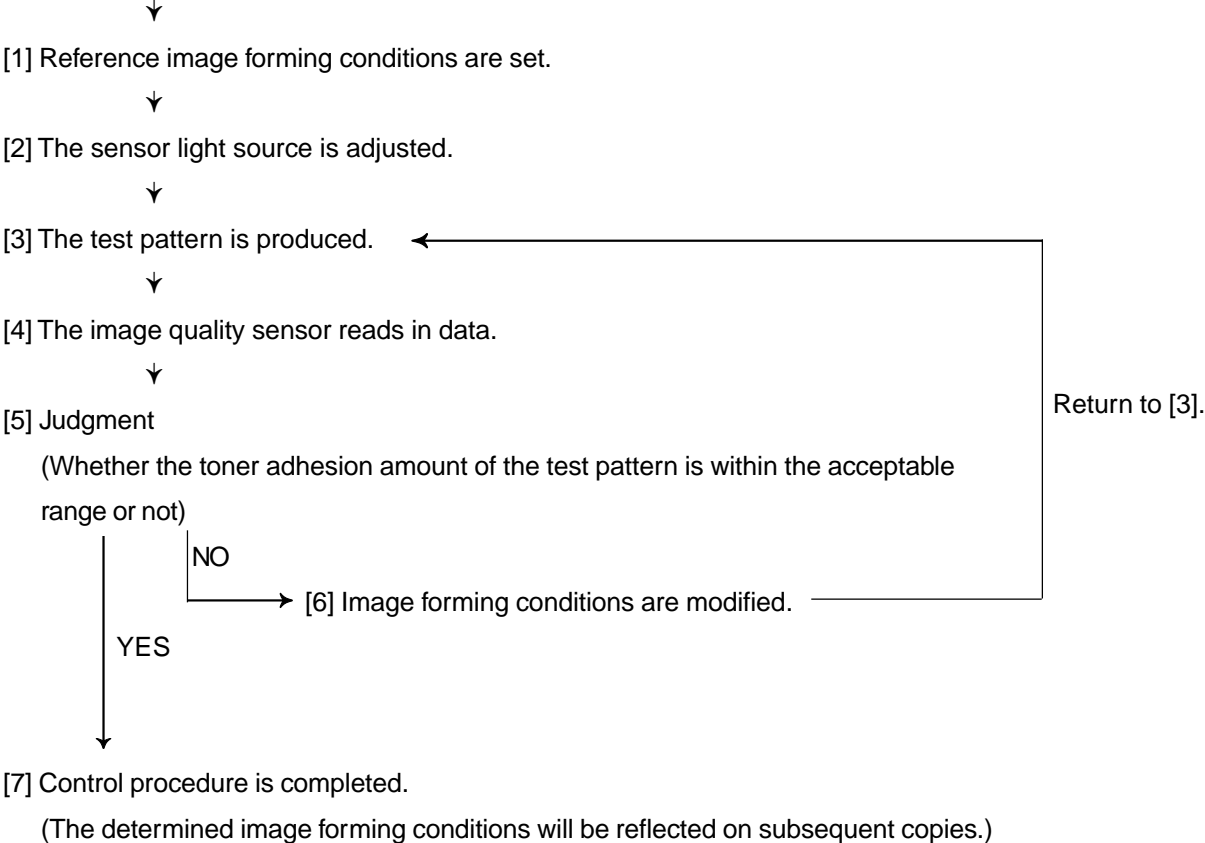 [1] Reference image forming conditions are set.
[2] The sensor light source is adjusted.
[3] The test pattern is produced.
[4] The image quality sensor reads in data.
Return to [3].
[5] Judgment
(Whether the toner adhesion amount of the test pattern is within the acceptable
range or not)
NO
[6] Image forming conditions are modified.
YES
[7] Control procedure is completed.
(The determined image forming conditions will be reflected on subsequent copies.)